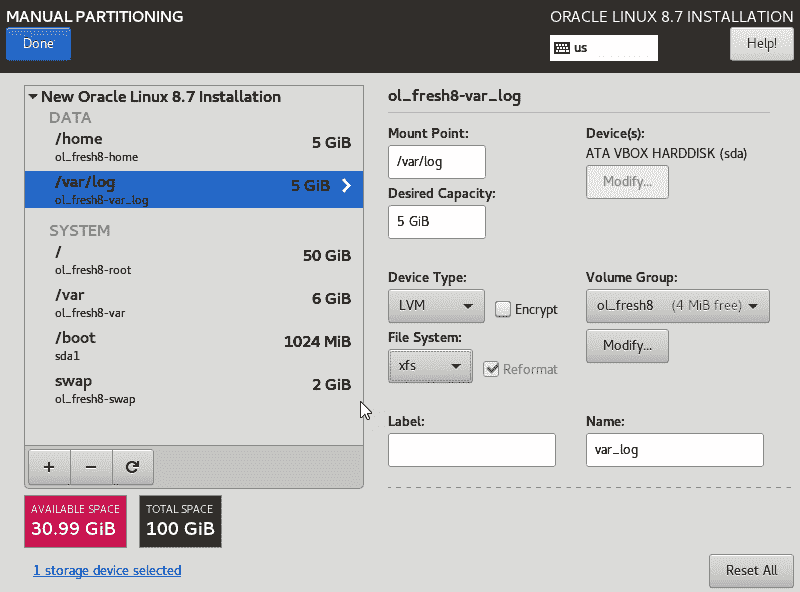 MANUAL PARTITIONING
ORACLE LINUX 8.7 INSTALLATION
Done
us
Help!
New Oracle Linux 8.7 Installation
DATA
/home
5 GiB
ol_fresh8-home
/var/log
5 GiB
ol_fresh8-var_log
SYSTEM
/
50 GiB
ol_fresh8-root
/var
6 GiB
ol_fresh8-var
/boot
1024 MiB
sda1
swap
2 GiB
ol_fresh8-swap
+ −
AVAILABLE SPACE
30.99 GiB
TOTAL SPACE
100 GiB
1 storage device selected
ol_fresh8-var_log
Mount Point:
/var/log
Device(s):
ATA VBOX HARDDISK (sda)
Modify...
Desired Capacity:
5 GiB
Device Type:
LVM
Encrypt
Volume Group:
ol_fresh8 (4 MiB free)
Modify...
File System:
xfs
Reformat
Label:
Name:
var_log
Reset All